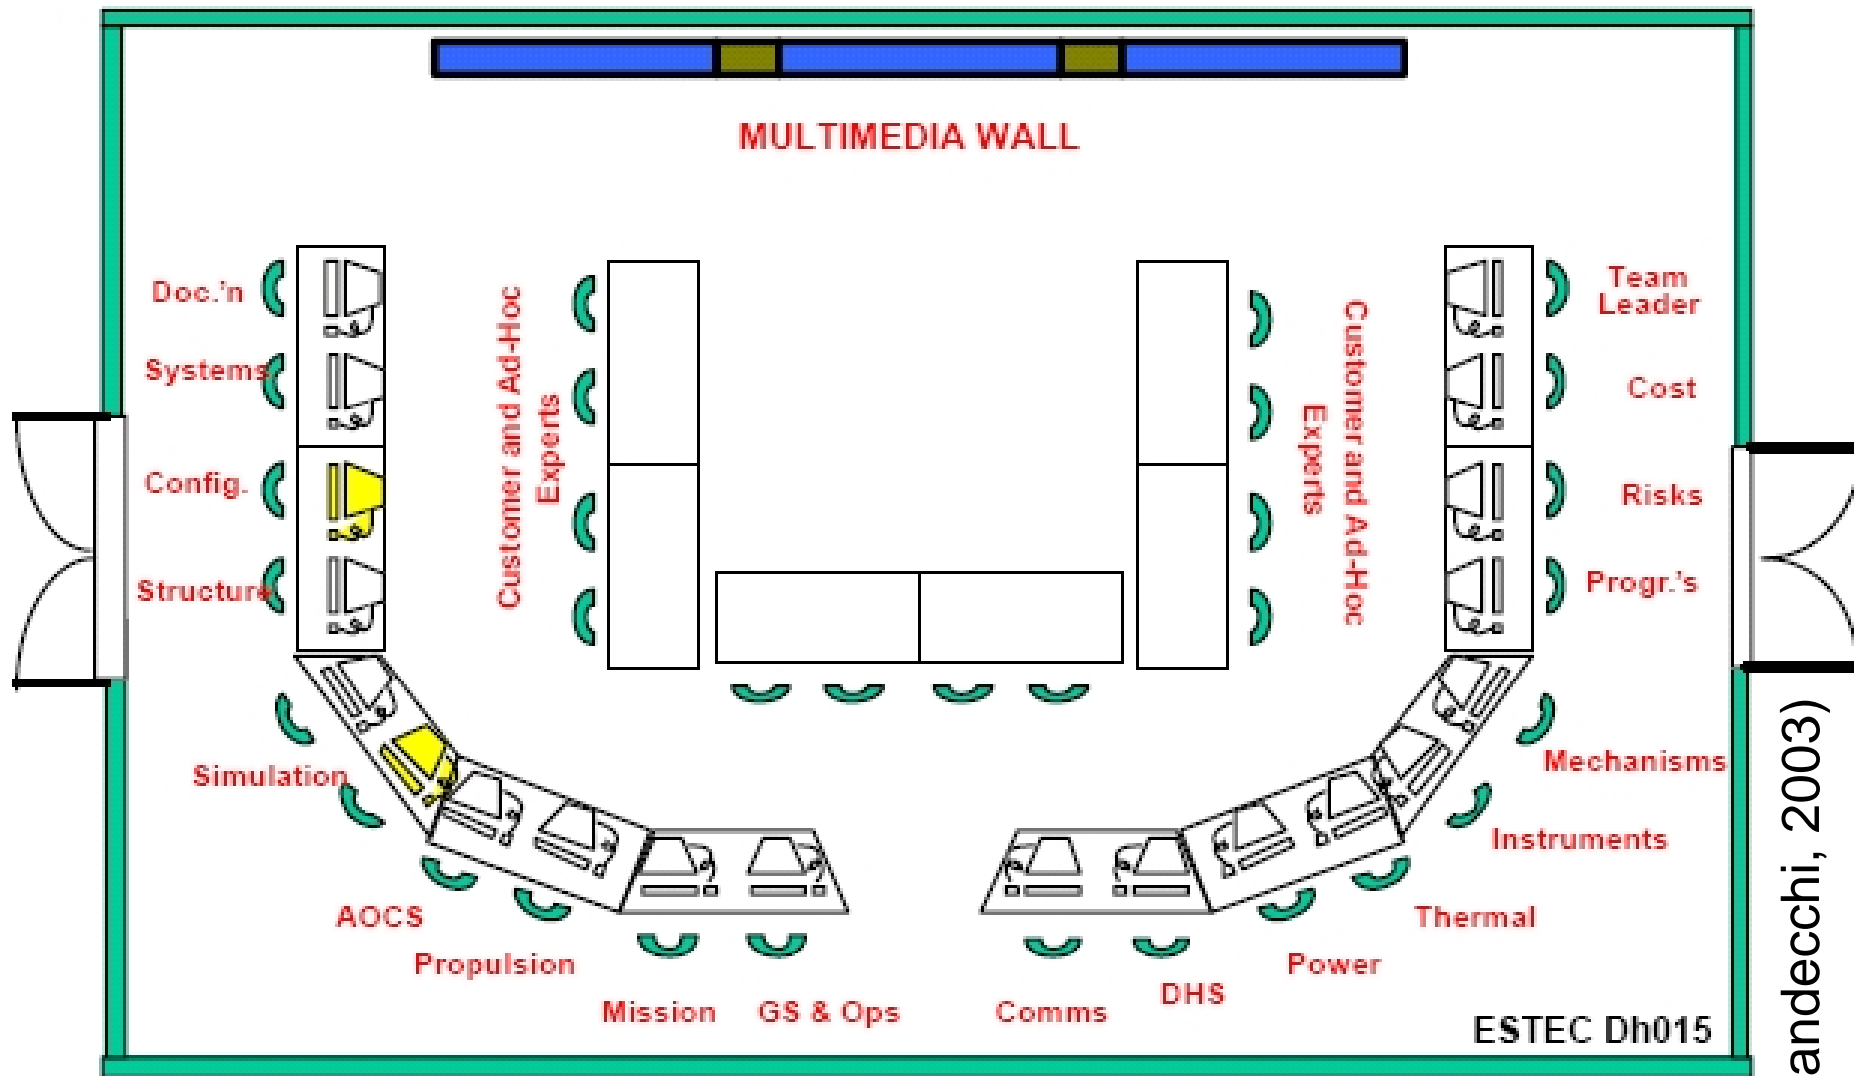 MULTIMEDIA WALL
Doc.'n
Systems
Config.
Structure
Simulation
AOCS
Propulsion
Mission
GS & Ops
Customer and Ad-Hoc
Experts
Customer and Ad-Hoc
Experts
Team
Leader
Cost
Risks
Progr.'s
Mechanisms
Instruments
Thermal
Power
DHS
Comms
ESTEC Dh015
andecchi, 2003)